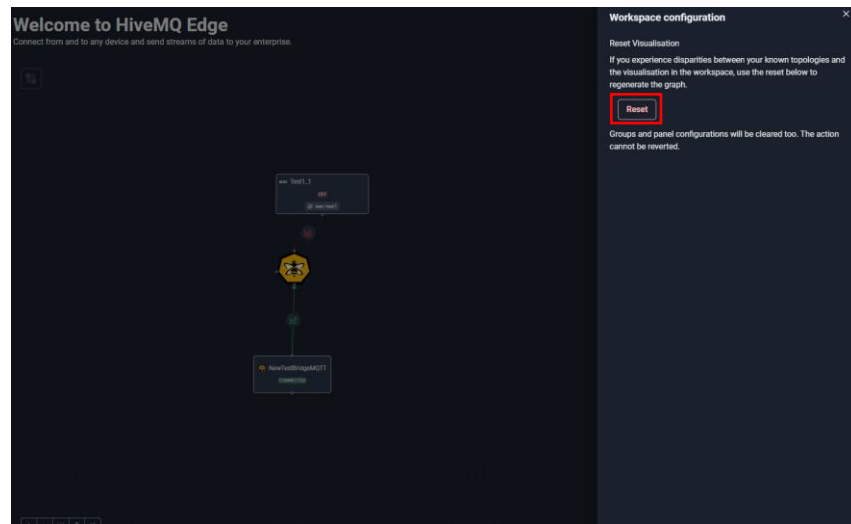 Welcome to HiveMQ Edge
Connect from and to any device and send streams of data to your enterprise.
Test1_1
NewTestBridgeMQTT
CONNECTED
Workspace configuration
Reset Visualisation
If you experience disparities between your known topologies and
the visualisation in the workspace, use the reset below to
regenerate the graph.
Reset
Groups and panel configurations will be cleared too. The action
cannot be reverted.